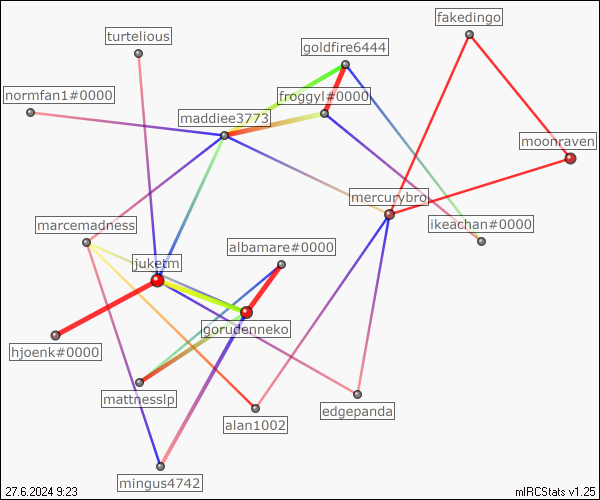 fakedingo
turtelious
goldfire6444
normfan1#0000
froggyl#0000
maddiee3773
moonraven
mercurybro
marcemadness
ikeachan#0000
albamare#0000
juketm
gorudenneko
hjoenk#0000
mattnesslp
edgepanda
alan1002
mingus4742
27.6.2024 9:23
mIRCStats v1.25